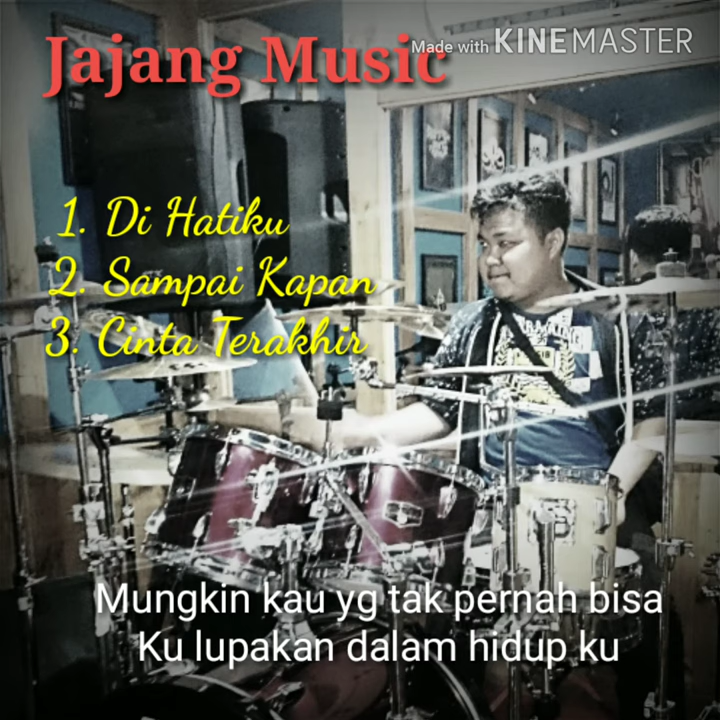 Jajang Music
Made with KINEMASTER
1. Di Hatiku
2. Sampai Kapan
3. Cinta Terakhir
Mungkin kau yg tak pernah bisa
Ku lupakan dalam hidup ku